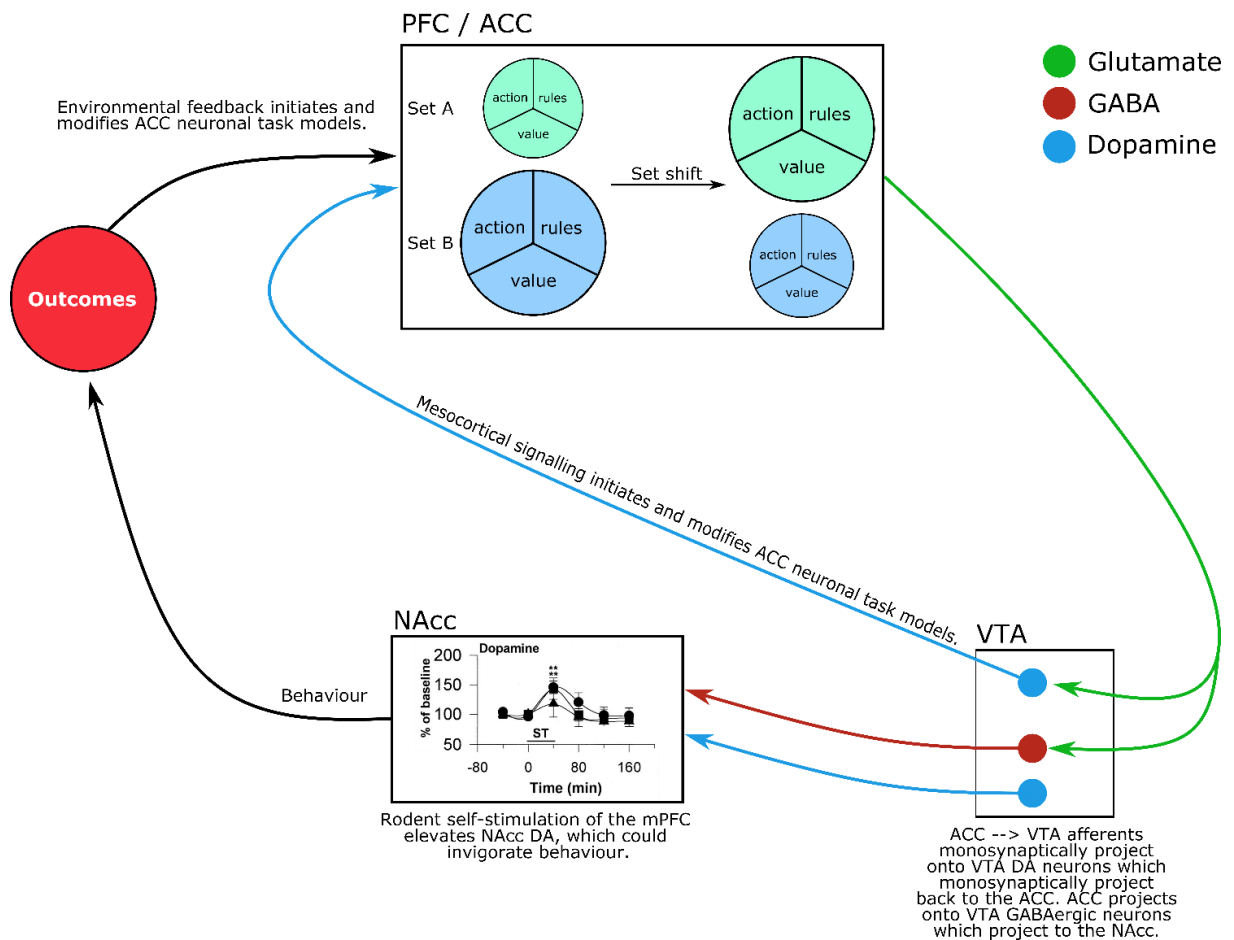 PFC / ACC
Glutamate
GABA
Dopamine
Environmental feedback initiates and
modifies ACC neuronal task models.
Set A
action
rules
value
action
rules
value
Set shift
Set B
action
rules
value
action
rules
value
Outcomes
Mesocortical signalling initiates and modifies ACC neuronal task models.
NAcc
Dopamine
% of baseline
200
150
100
50
**
**
ST
-80
0
80
160
Time (min)
Behaviour
Rodent self-stimulation of the mPFC
elevates NAcc DA, which could
invigorate behaviour.
VTA
ACC --> VTA afferents
monosynaptically project
onto VTA DA neurons which
monosynaptically project
back to the ACC. ACC projects
onto VTA GABAergic neurons
which project to the NAcc.